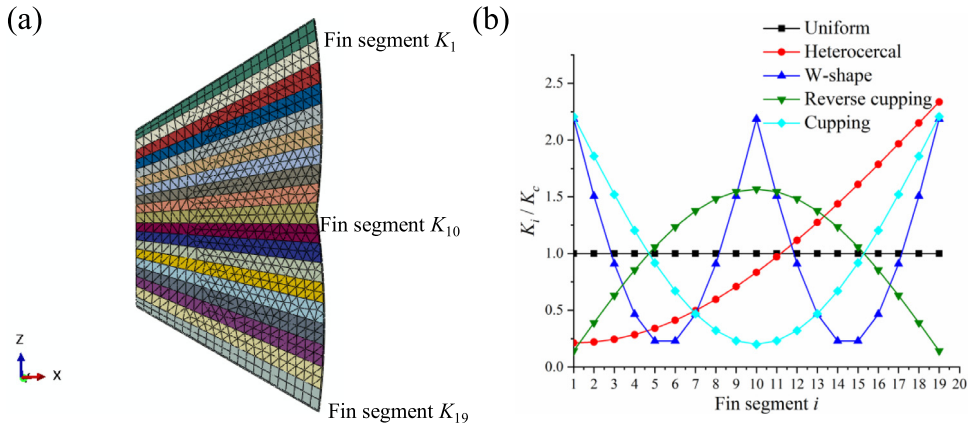 (a)
Fin segment K1
Fin segment K10
Fin segment K19
Z
X
(b)
Uniform
Heterocercal
W-shape
Reverse cupping
Cupping
2.5
2.0
1.5
1.0
0.5
0.0
Ki / Kc
1 2 3 4 5 6 7 8 9 10 11 12 13 14 15 16 17 18 19 20
Fin segment i